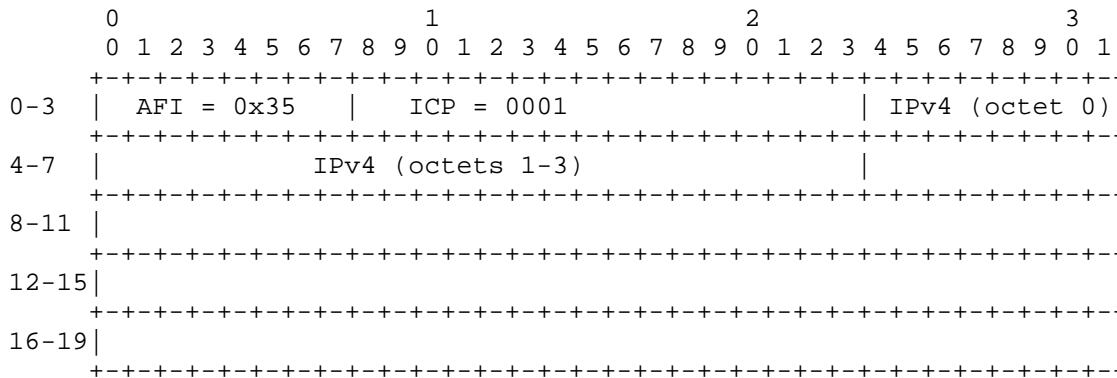 0                   1                   2                   3
0 1 2 3 4 5 6 7 8 9 0 1 2 3 4 5 6 7 8 9 0 1 2 3 4 5 6 7 8 9 0 1
+-+-+-+-+-+-+-+-+-+-+-+-+-+-+-+-+-+-+-+-+-+-+-+-+-+-+-+-+-+-+-+-
0-3  |  AFI = 0x35   |   ICP = 0001                  | IPv4 (octet 0)
+-+-+-+-+-+-+-+-+-+-+-+-+-+-+-+-+-+-+-+-+-+-+-+-+-+-+-+-+-+-+-+-
4-7  |             IPv4 (octets 1-3)                 |
+-+-+-+-+-+-+-+-+-+-+-+-+-+-+-+-+-+-+-+-+-+-+-+-+-+-+-+-+-+-+-+-
8-11 |
+-+-+-+-+-+-+-+-+-+-+-+-+-+-+-+-+-+-+-+-+-+-+-+-+-+-+-+-+-+-+-+-
12-15|
+-+-+-+-+-+-+-+-+-+-+-+-+-+-+-+-+-+-+-+-+-+-+-+-+-+-+-+-+-+-+-+-
16-19|
+-+-+-+-+-+-+-+-+-+-+-+-+-+-+-+-+-+-+-+-+-+-+-+-+-+-+-+-+-+-+-+-